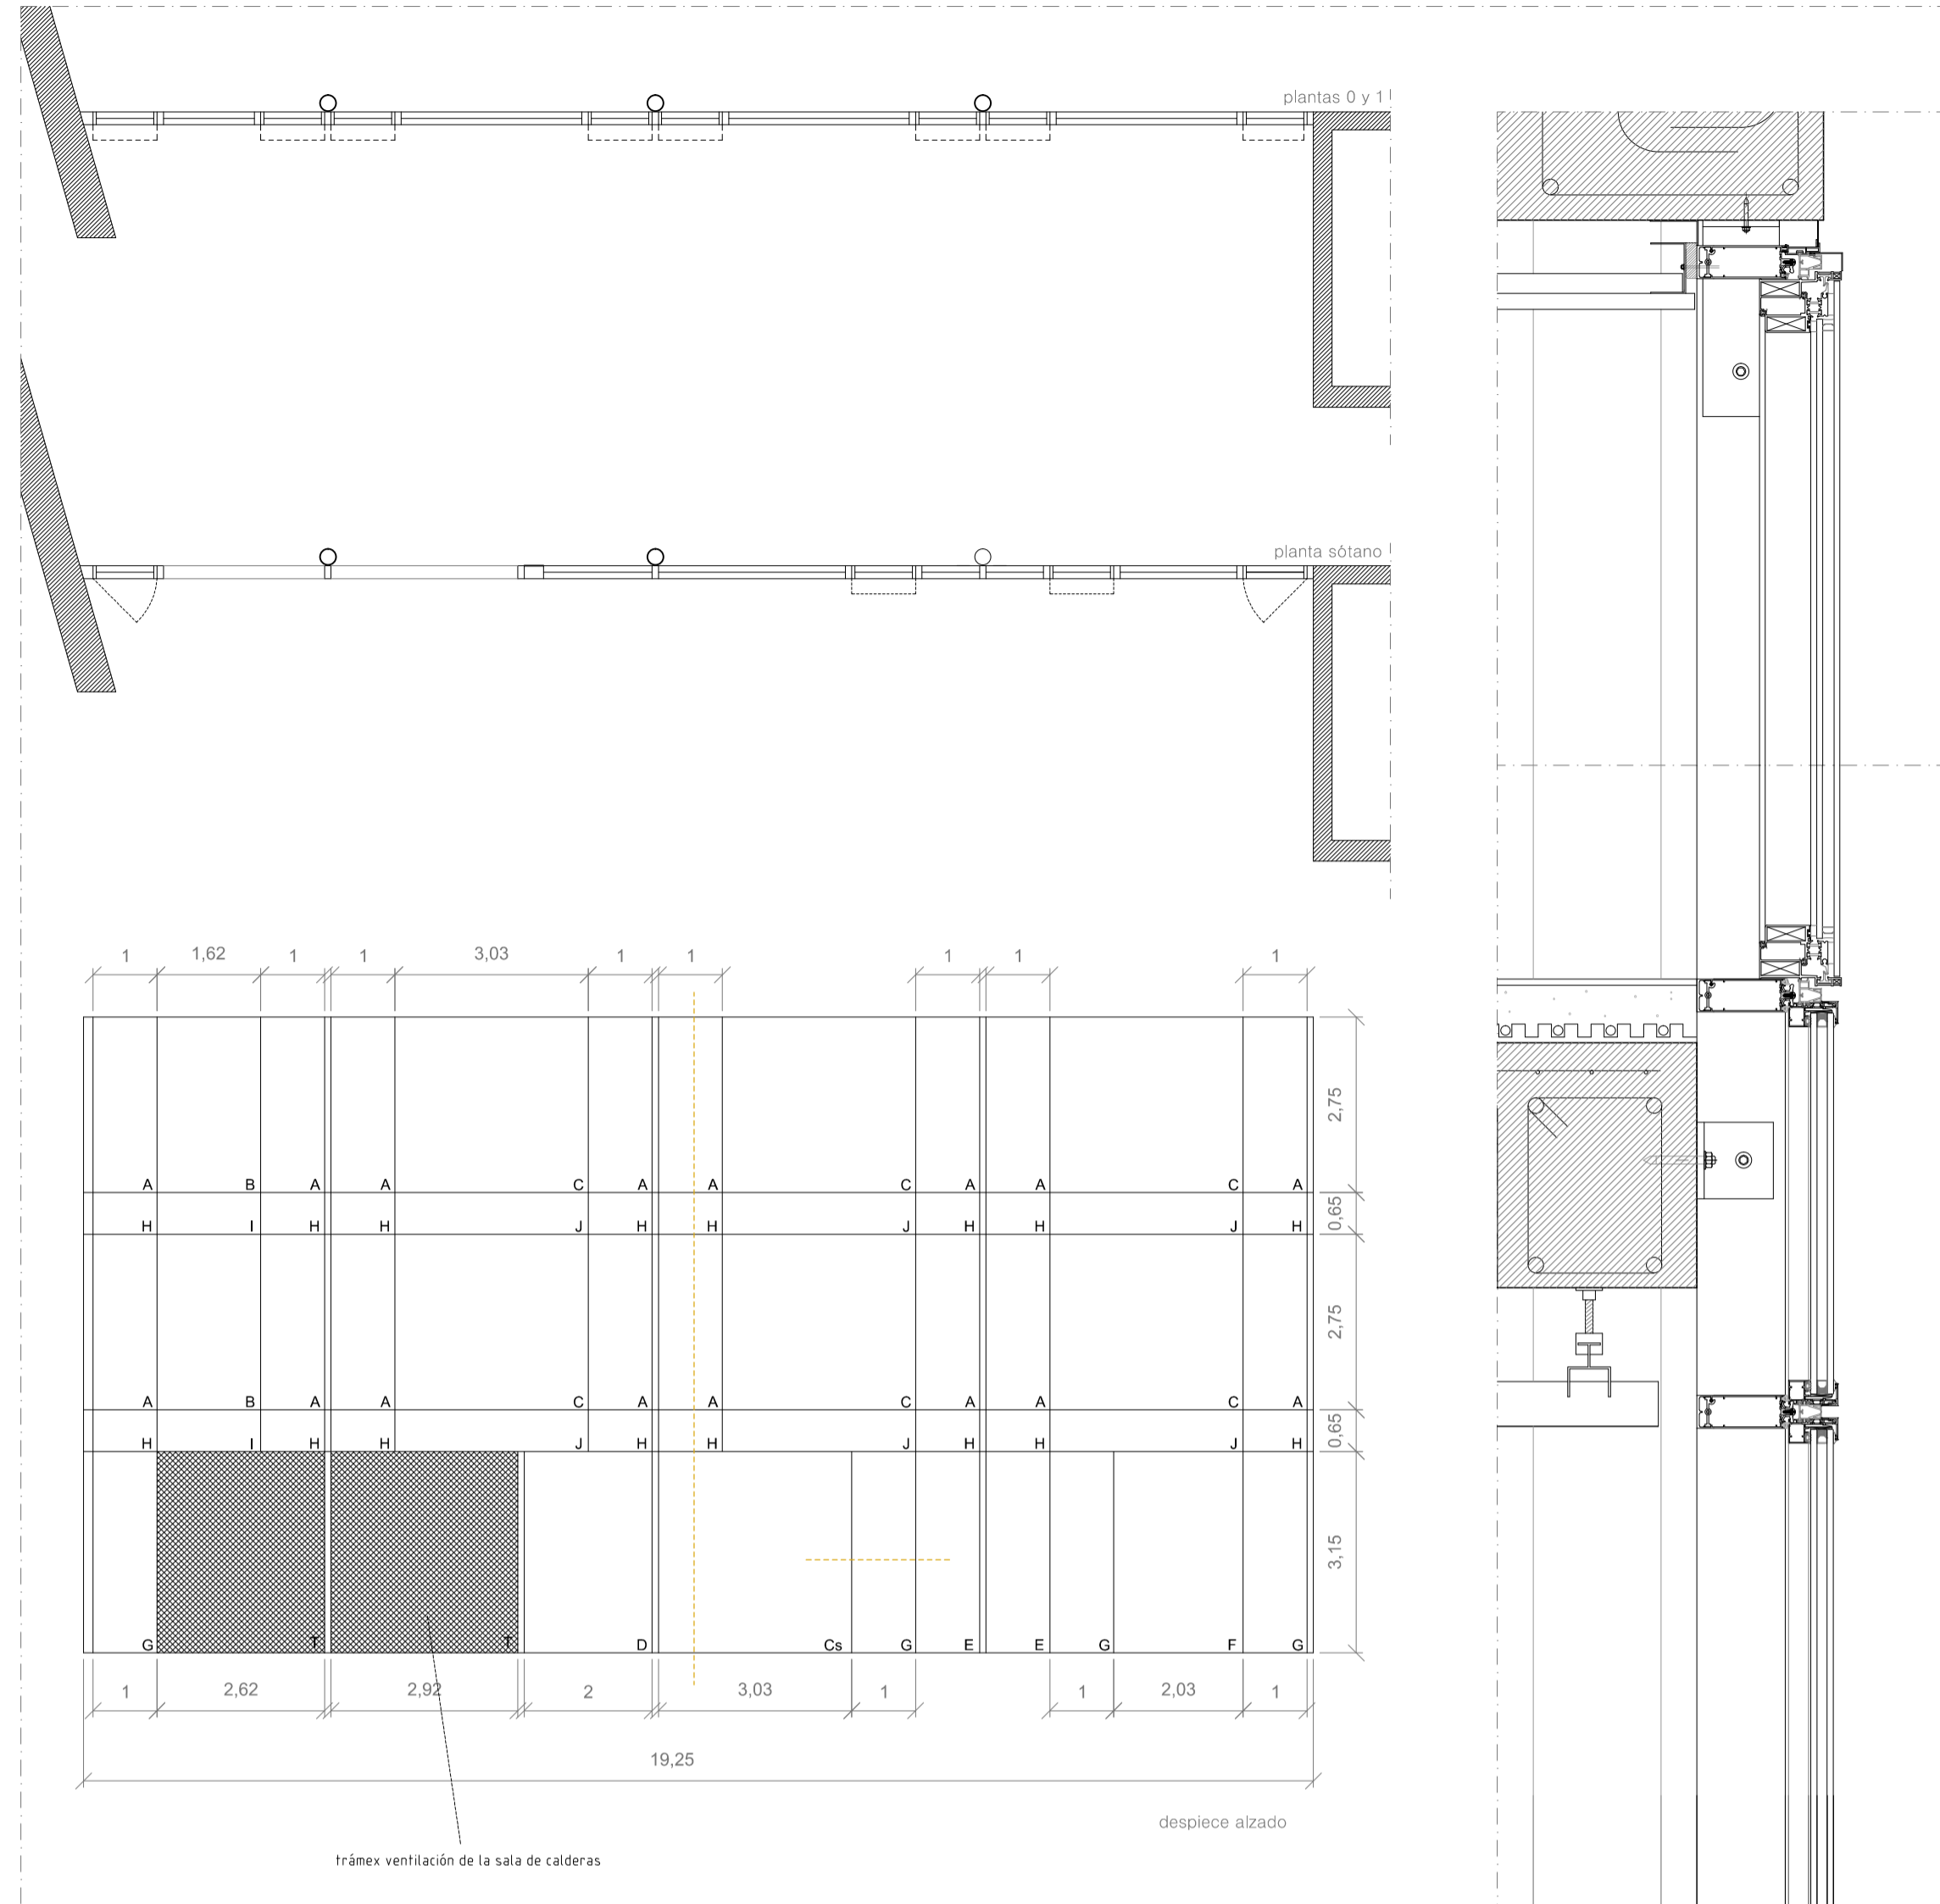 plantas 0 y 1
planta sótano
1 1,62 1 1 3,03 1 1 1 1 1
2,75
A B A A C A A C A A C A
0,65
H I H H J H H J H H J H
2,75
A B A A C A A C A A C A
0,65
H I H H J H H J H H J H
3,15
G T T D Cs G E E G F G
1 2,62 2,92 2 3,03 1 1 2,03 1
19,25
despiece alzado
trámex ventilación de la sala de calderas